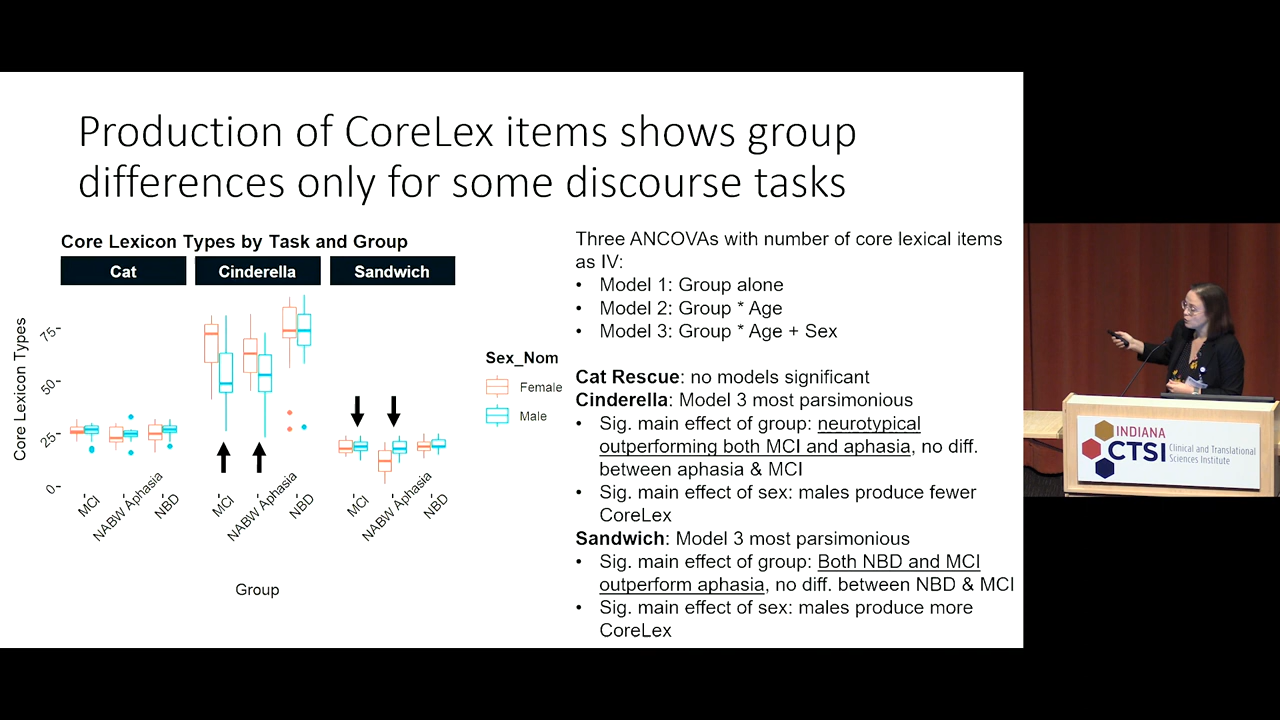 Production of CoreLex items shows group
differences only for some discourse tasks
Core Lexicon Types by Task and Group
Cat
Cinderella
Sandwich
Core Lexicon Types
75-
50-
25-
0-
MCI
NABW Aphasia
NBD
MCI
NABW Aphasia
NBD
MCI
NABW Aphasia
NBD
Group
Sex_Nom
Female
Male
Three ANCOVAs with number of core lexical items
as IV:
• Model 1: Group alone
• Model 2: Group * Age
• Model 3: Group * Age + Sex
Cat Rescue: no models significant
Cinderella: Model 3 most parsimonious
• Sig. main effect of group: neurotypical
outperforming both MCI and aphasia, no diff.
between aphasia & MCI
• Sig. main effect of sex: males produce fewer
CoreLex
Sandwich: Model 3 most parsimonious
• Sig. main effect of group: Both NBD and MCI
outperform aphasia, no diff. between NBD & MCI
• Sig. main effect of sex: males produce more
CoreLex
INDIANA
CTSI
Clinical and Translational
Sciences Institute